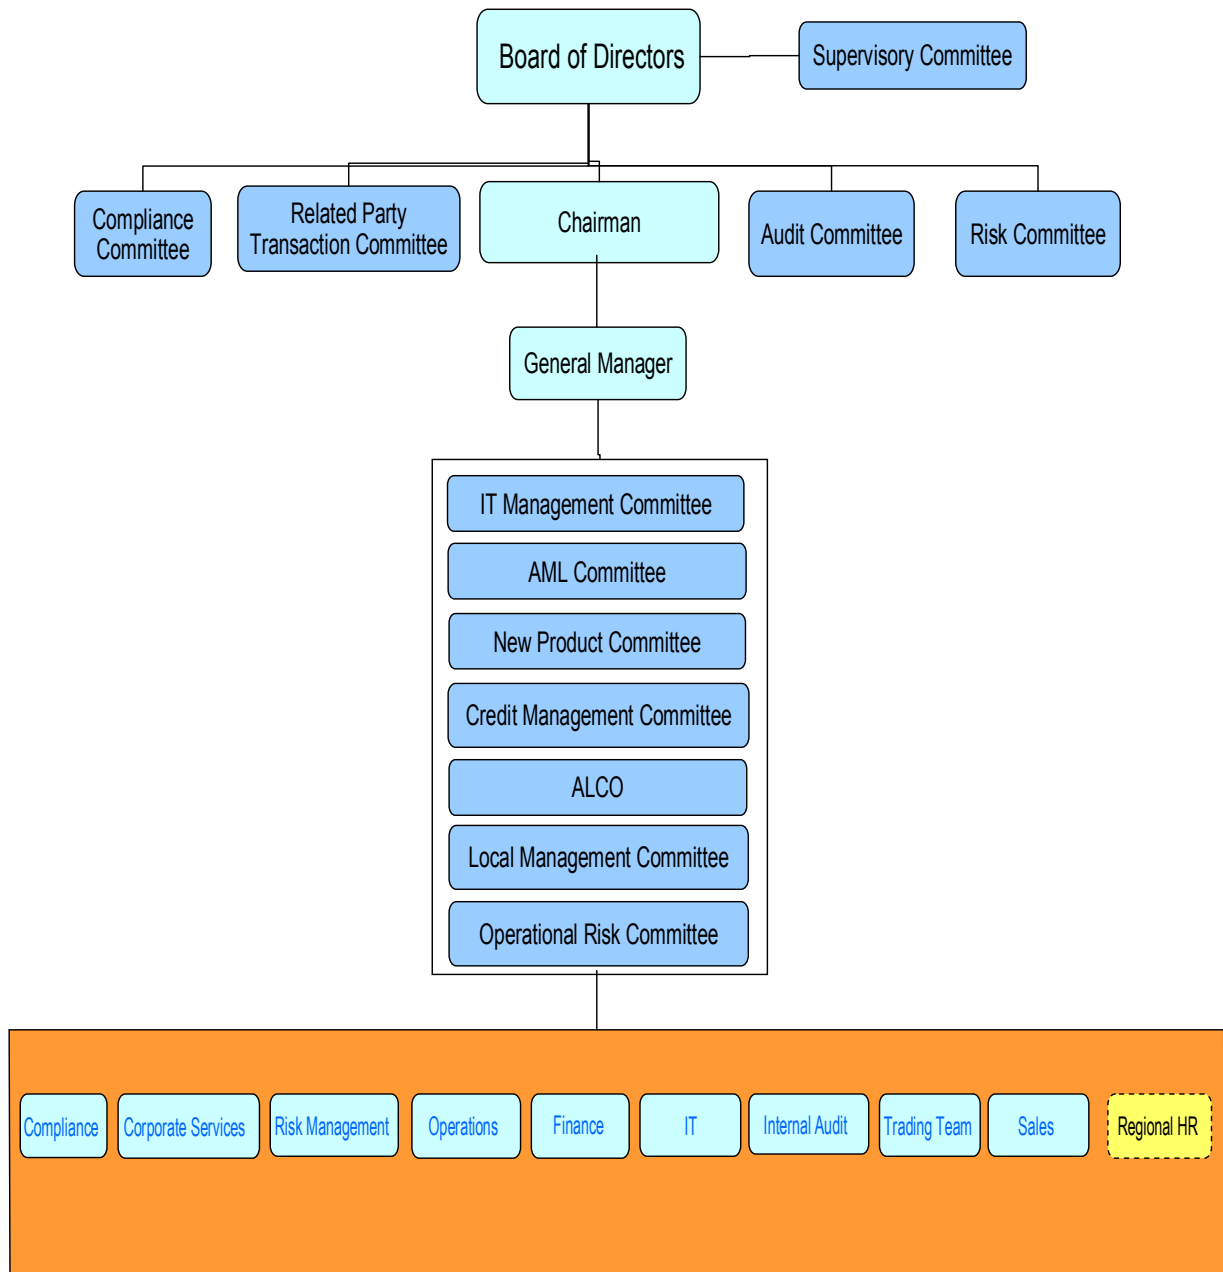 Board of Directors
Supervisory Committee
Compliance
Committee
Related Party
Transaction Committee
Chairman
Audit Committee
Risk Committee
General Manager
IT Management Committee
AML Committee
New Product Committee
Credit Management Committee
ALCO
Local Management Committee
Operational Risk Committee
Compliance
Corporate Services
Risk Management
Operations
Finance
IT
Internal Audit
Trading Team
Sales
Regional HR